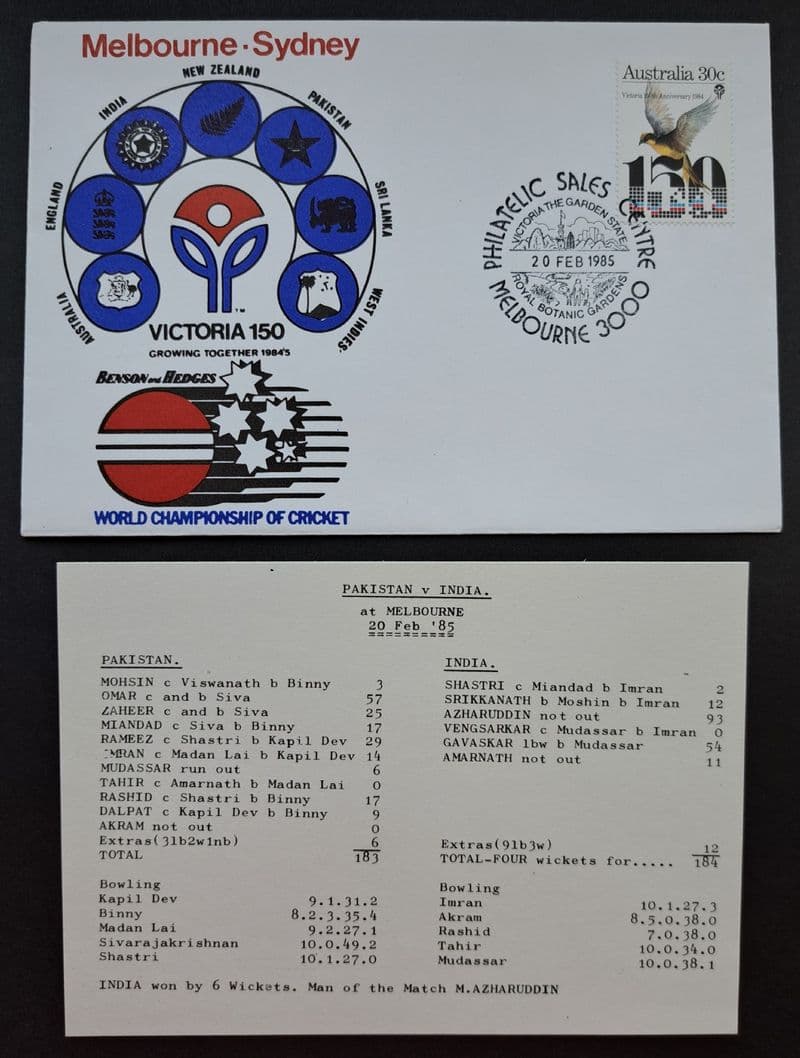 Melbourne · Sydney
NEW ZEALAND
INDIA
PAKISTAN
ENGLAND
SRI LANKA
AUSTRALIA
WEST INDIES
TM
VICTORIA 150
GROWING TOGETHER 1984/5
BENSON and HEDGES
WORLD CHAMPIONSHIP OF CRICKET
Australia 30c
Victoria 150th Anniversary 1984
150
PHILATELIC SALES CENTRE
VICTORIA THE GARDEN STATE
20 FEB 1985
ROYAL BOTANIC GARDENS
MELBOURNE 3000
PAKISTAN v INDIA.
at MELBOURNE
20 Feb '85
==========
PAKISTAN.
MOHSIN c Viswanath b Binny 3
OMAR c and b Siva 57
ZAHEER c and b Siva 25
MIANDAD c Siva b Binny 17
RAMEEZ c Shastri b Kapil Dev 29
IMRAN c Madan Lai b Kapil Dev 14
MUDASSAR run out 6
TAHIR c Amarnath b Madan Lai 0
RASHID c Shastri b Binny 17
DALPAT c Kapil Dev b Binny 9
AKRAM not out 0
Extras(3lb2w1nb) 6
TOTAL 183
Bowling
Kapil Dev 9.1.31.2
Binny 8.2.3.35.4
Madan Lai 9.2.27.1
Sivarajakrishnan 10.0.49.2
Shastri 10.1.27.0
INDIA.
SHASTRI c Miandad b Imran 2
SRIKKANATH b Moshin b Imran 12
AZHARUDDIN not out 93
VENGSARKAR c Mudassar b Imran 0
GAVASKAR lbw b Mudassar 54
AMARNATH not out 11
Extras(9lb3w) 12
TOTAL-FOUR wickets for..... 184
Bowling
Imran 10.1.27.3
Akram 8.5.0.38.0
Rashid 7.0.38.0
Tahir 10.0.34.0
Mudassar 10.0.38.1
INDIA won by 6 Wickets. Man of the Match M.AZHARUDDIN